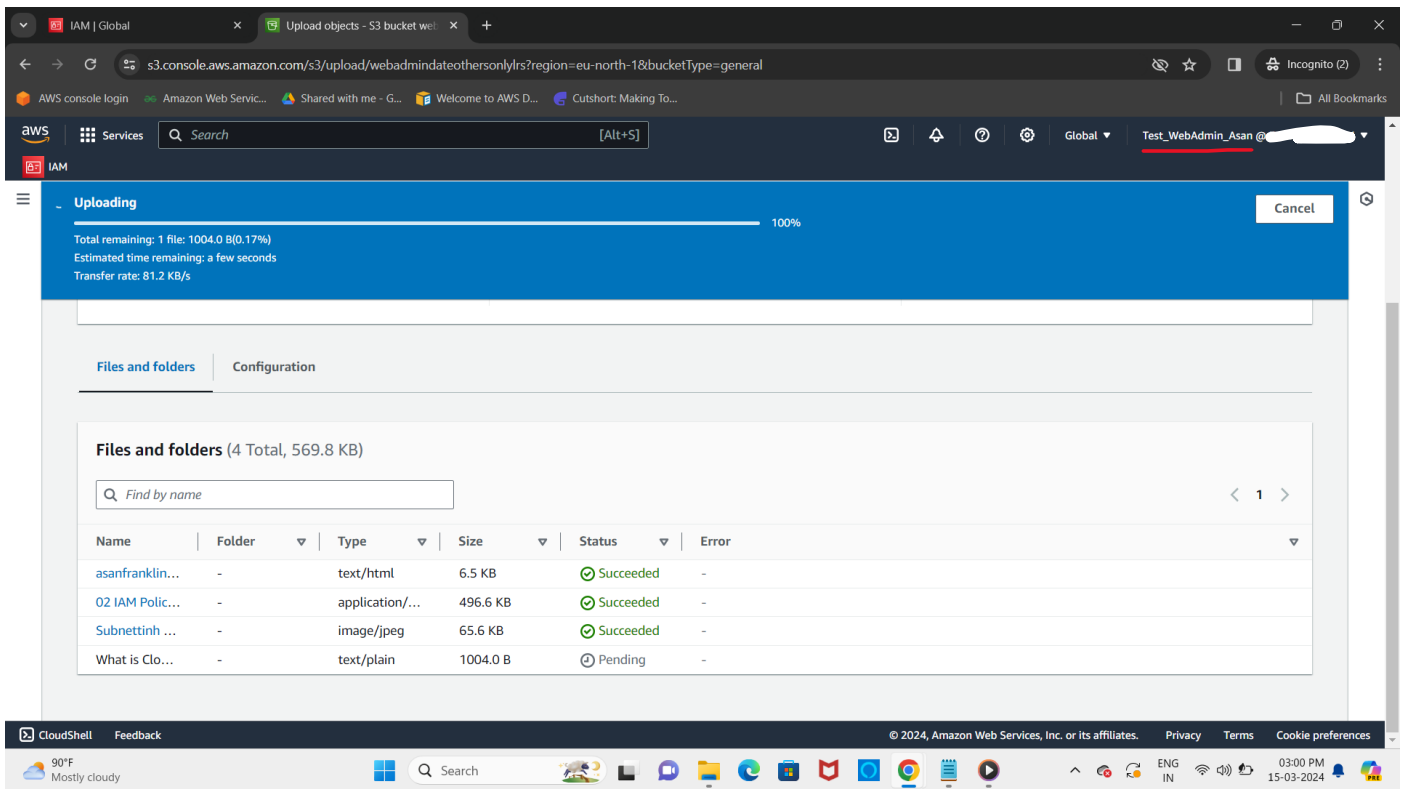 IAM | Global
Upload objects - S3 bucket web
s3.console.aws.amazon.com/s3/upload/webadmindateothersonlylrs?region=eu-north-1&bucketType=general
Incognito (2)
AWS console login
Amazon Web Servic...
Shared with me - G...
Welcome to AWS D...
Cutshort: Making To...
All Bookmarks
aws
Services
Search
[Alt+S]
Global
Test_WebAdmin_Asan @
IAM
Uploading
Cancel
100%
Total remaining: 1 file: 1004.0 B(0.17%)
Estimated time remaining: a few seconds
Transfer rate: 81.2 KB/s
Files and folders
Configuration
Files and folders (4 Total, 569.8 KB)
Find by name
1
Name Folder Type Size Status Error
asanfranklin... - text/html 6.5 KB Succeeded -
02 IAM Polic... - application/... 496.6 KB Succeeded -
Subnettinh ... - image/jpeg 65.6 KB Succeeded -
What is Clo... - text/plain 1004.0 B Pending -
CloudShell Feedback
© 2024, Amazon Web Services, Inc. or its affiliates. Privacy Terms Cookie preferences
90°F
Mostly cloudy
Search
ENG
IN
03:00 PM
15-03-2024
PRE